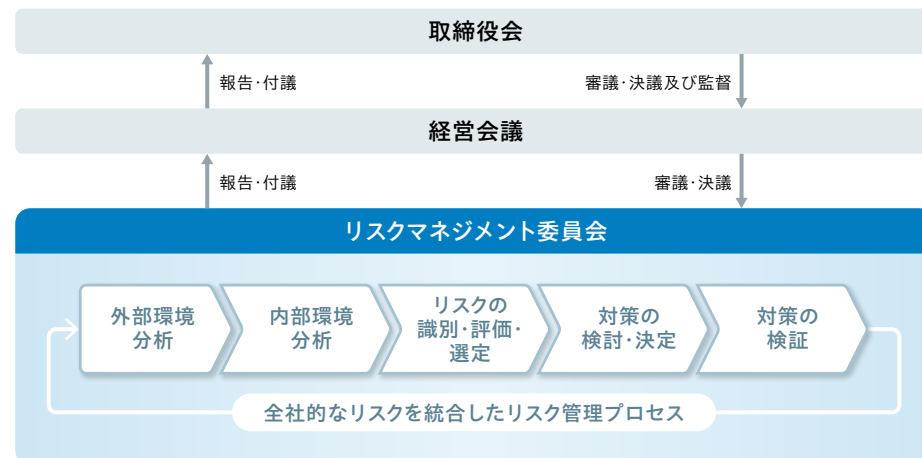 取締役会
報告・付議
審議・決議及び監督
経営会議
報告・付議
審議・決議
リスクマネジメント委員会
外部環境
分析
内部環境
分析
リスクの
識別・評価・
選定
対策の
検討・決定
対策の
検証
全社的なリスクを統合したリスク管理プロセス